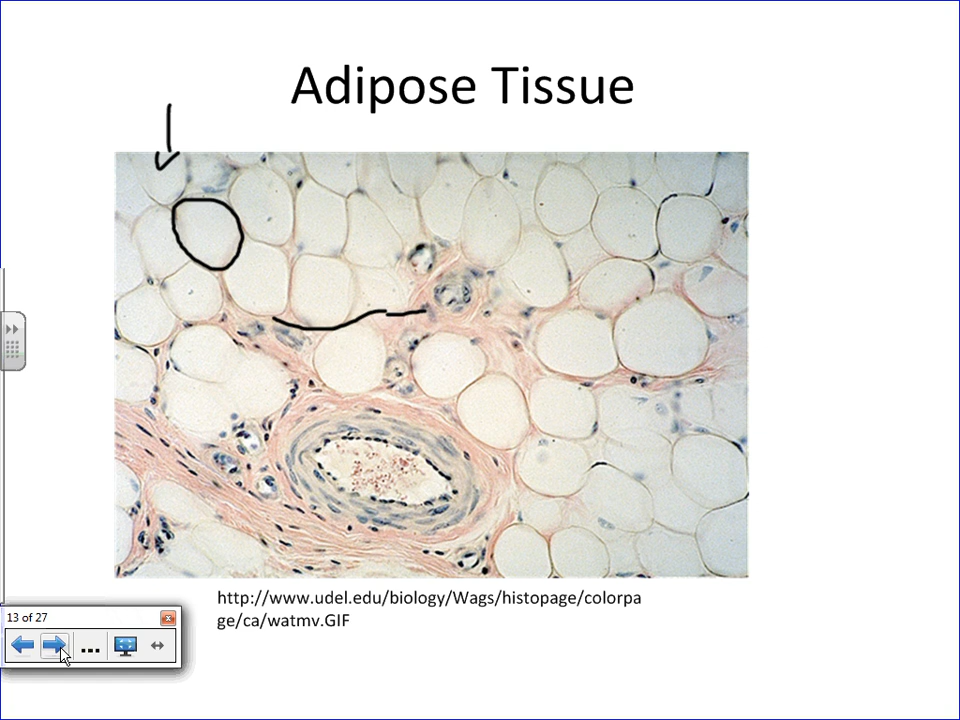 Adipose Tissue
http://www.udel.edu/biology/Wags/histopage/colorpa
ge/ca/watmv.GIF
13 of 27
...